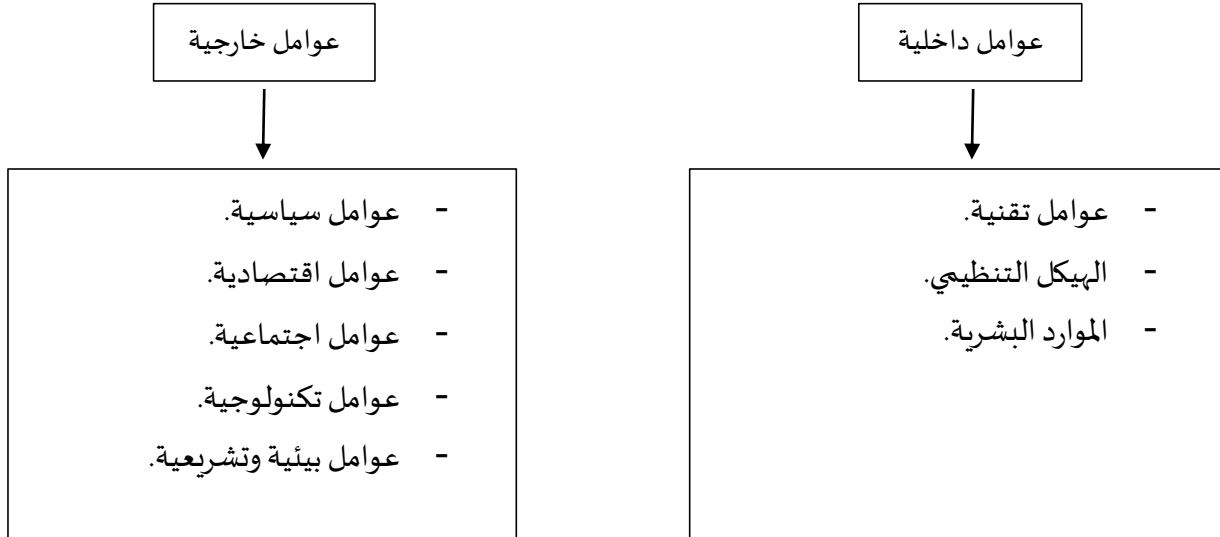 عوامل داخلية
- عوامل تقنية.
- الهيكل التنظيمي.
- الموارد البشرية.
عوامل خارجية
- عوامل سياسية.
- عوامل اقتصادية.
- عوامل اجتماعية.
- عوامل تكنولوجية.
- عوامل بيئية وتشريعية.